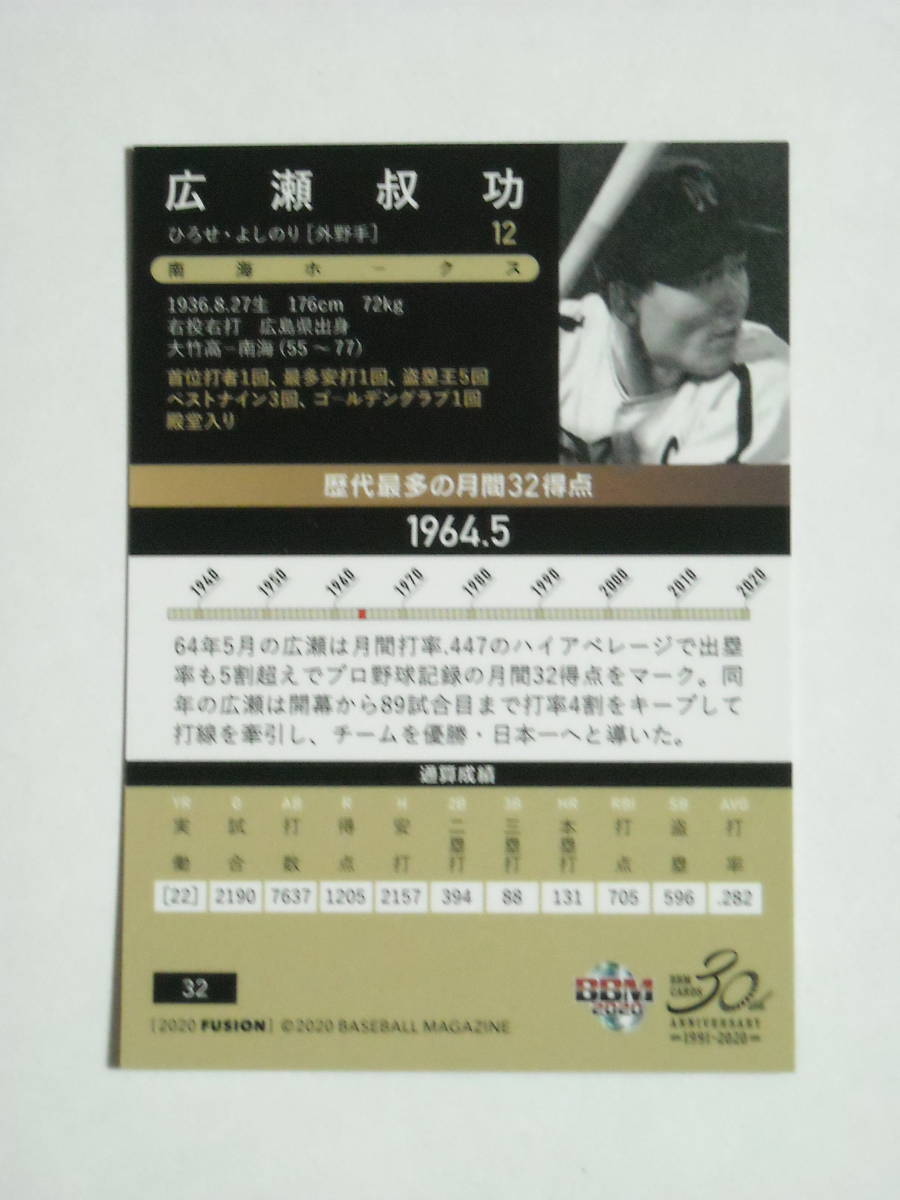 広瀬叔功
ひろせ・よしのり[外野手] 12
南海ホークス
1936.8.27生 176cm 72kg
右投右打 広島県出身
大竹高－南海(55～77)
首位打者1回、最多安打1回、盗塁王5回
ベストナイン3回、ゴールデングラブ1回
殿堂入り
歴代最多の月間32得点
1964.5
1940 1950 1960 1970 1980 1990 2000 2010 2020
64年5月の広瀬は月間打率.447のハイアベレージで出塁
率も5割超えでプロ野球記録の月間32得点をマーク。同
年の広瀬は開幕から89試合目まで打率4割をキープして
打線を牽引し、チームを優勝・日本一へと導いた。
通算成績
YR G AB R H 2B 3B HR RBI SB AVG
実働 試合 打数 得点 安打 二塁打 三塁打 本塁打 打点 盗塁 打率
[22] 2190 7637 1205 2157 394 88 131 705 596 .282
32
BBM
2020
BBM CARDS 30th
ANNIVERSARY
1991-2020
[2020 FUSION] ©2020 BASEBALL MAGAZINE